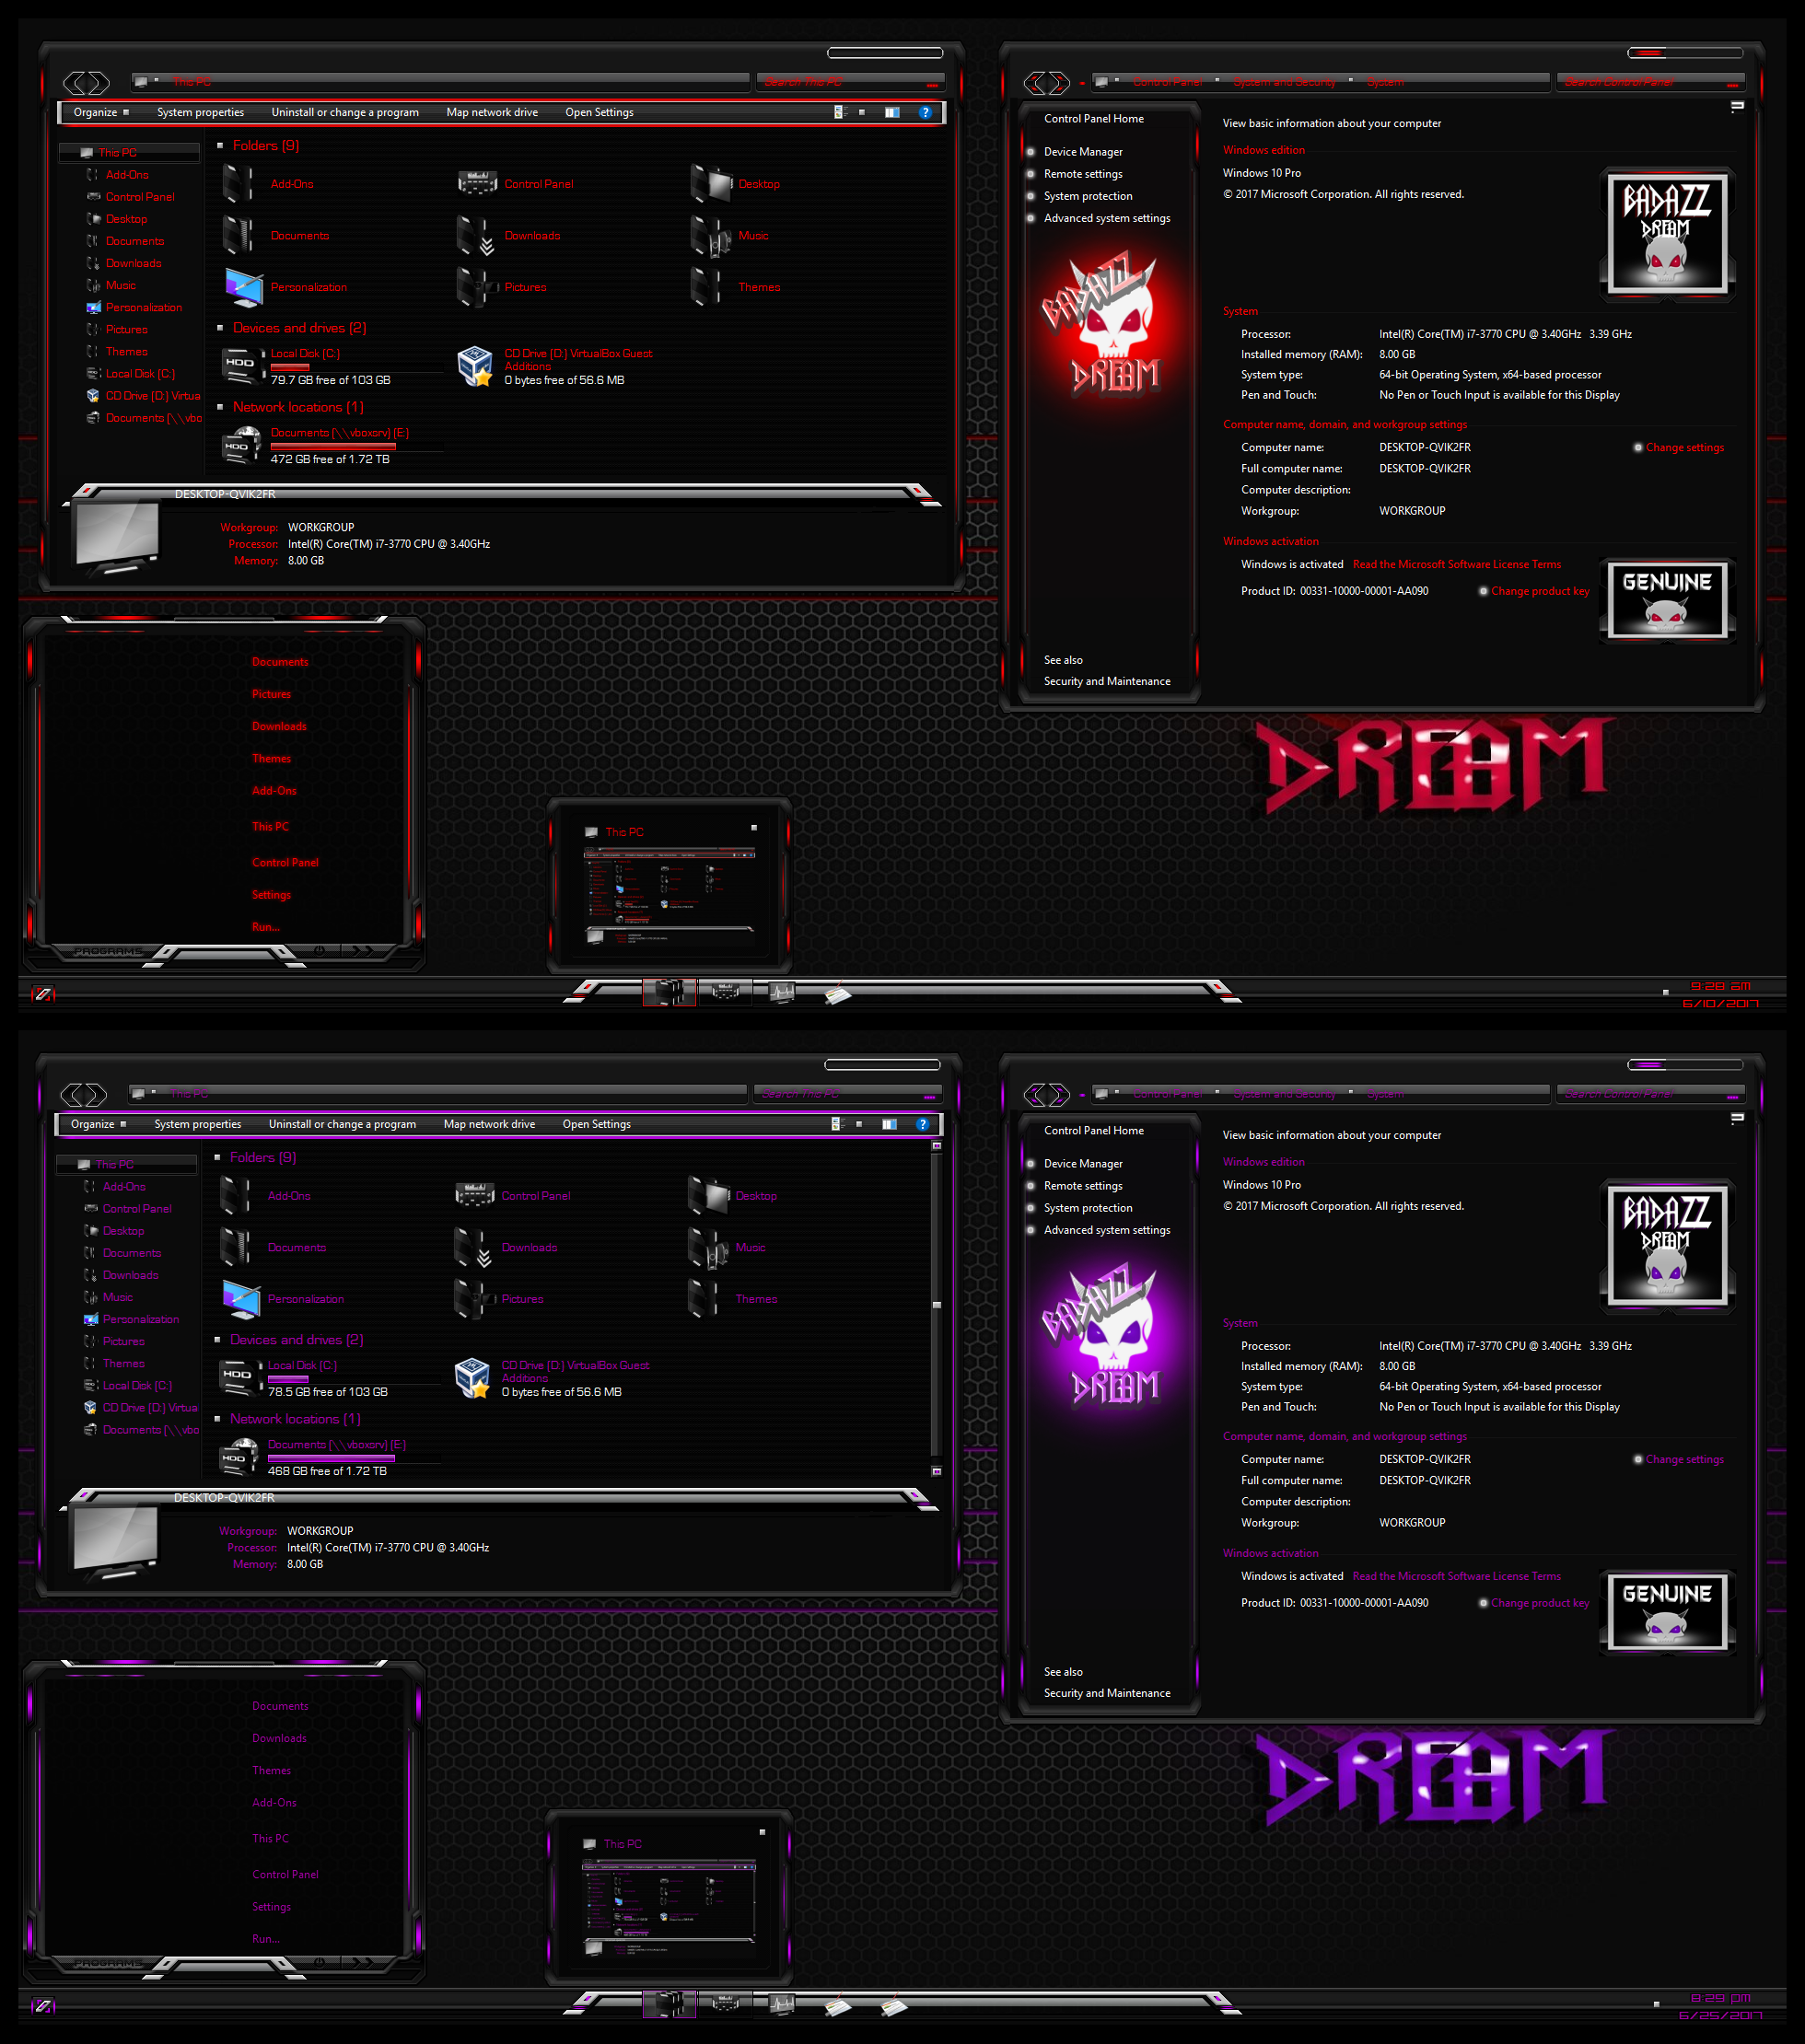 This PC
Search This PC
Organize
System properties
Uninstall or change a program
Map network drive
Open Settings
This PC
Add-Ons
Control Panel
Desktop
Documents
Downloads
Music
Personalization
Pictures
Themes
Local Disk (C:)
CD Drive (D:) Virtua
Documents (\\vbo
Folders (9)
Add-Ons
Control Panel
Desktop
Documents
Downloads
Music
Personalization
Pictures
Themes
Devices and drives (2)
HDD
Local Disk (C:)
79.7 GB free of 103 GB
CD Drive (D:) VirtualBox Guest
Additions
0 bytes free of 56.6 MB
Network locations (1)
HDD
Documents (\\vboxsrv) (E:)
472 GB free of 1.72 TB
DESKTOP-QVIK2FR
Workgroup: WORKGROUP
Processor: Intel(R) Core(TM) i7-3770 CPU @ 3.40GHz
Memory: 8.00 GB
Control Panel
System and Security
System
Search Control Panel
Control Panel Home
Device Manager
Remote settings
System protection
Advanced system settings
BADAZZ
DREAM
See also
Security and Maintenance
View basic information about your computer
Windows edition
Windows 10 Pro
© 2017 Microsoft Corporation. All rights reserved.
BADAZZ
DREAM
System
Processor: Intel(R) Core(TM) i7-3770 CPU @ 3.40GHz 3.39 GHz
Installed memory (RAM): 8.00 GB
System type: 64-bit Operating System, x64-based processor
Pen and Touch: No Pen or Touch Input is available for this Display
Computer name, domain, and workgroup settings
Computer name: DESKTOP-QVIK2FR
Change settings
Full computer name: DESKTOP-QVIK2FR
Computer description:
Workgroup: WORKGROUP
Windows activation
Windows is activated Read the Microsoft Software License Terms
Product ID: 00331-10000-00001-AA090
Change product key
GENUINE
DREAM
Documents
Pictures
Downloads
Themes
Add-Ons
This PC
Control Panel
Settings
Run...
PROGRAMS
This PC
9:28 AM
6/10/2017
This PC
Search This PC
Organize
System properties
Uninstall or change a program
Map network drive
Open Settings
This PC
Add-Ons
Control Panel
Desktop
Documents
Downloads
Music
Personalization
Pictures
Themes
Local Disk (C:)
CD Drive (D:) Virtua
Documents (\\vbo
Folders (9)
Add-Ons
Control Panel
Desktop
Documents
Downloads
Music
Personalization
Pictures
Themes
Devices and drives (2)
HDD
Local Disk (C:)
78.5 GB free of 103 GB
CD Drive (D:) VirtualBox Guest
Additions
0 bytes free of 56.6 MB
Network locations (1)
HDD
Documents (\\vboxsrv) (E:)
468 GB free of 1.72 TB
DESKTOP-QVIK2FR
Workgroup: WORKGROUP
Processor: Intel(R) Core(TM) i7-3770 CPU @ 3.40GHz
Memory: 8.00 GB
Control Panel
System and Security
System
Search Control Panel
Control Panel Home
Device Manager
Remote settings
System protection
Advanced system settings
BADAZZ
DREAM
See also
Security and Maintenance
View basic information about your computer
Windows edition
Windows 10 Pro
© 2017 Microsoft Corporation. All rights reserved.
BADAZZ
DREAM
System
Processor: Intel(R) Core(TM) i7-3770 CPU @ 3.40GHz 3.39 GHz
Installed memory (RAM): 8.00 GB
System type: 64-bit Operating System, x64-based processor
Pen and Touch: No Pen or Touch Input is available for this Display
Computer name, domain, and workgroup settings
Computer name: DESKTOP-QVIK2FR
Change settings
Full computer name: DESKTOP-QVIK2FR
Computer description:
Workgroup: WORKGROUP
Windows activation
Windows is activated Read the Microsoft Software License Terms
Product ID: 00331-10000-00001-AA090
Change product key
GENUINE
DREAM
Documents
Downloads
Themes
Add-Ons
This PC
Control Panel
Settings
Run...
PROGRAMS
This PC
8:29 PM
6/25/2017